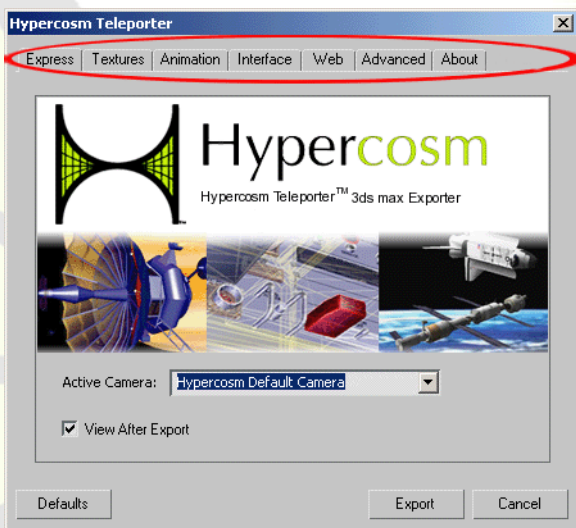 Hypercosm Teleporter
Express Textures Animation Interface Web Advanced About
Hypercosm
Hypercosm Teleporter™ 3ds max Exporter
Active Camera: Hypercosm Default Camera
View After Export
Defaults Export Cancel